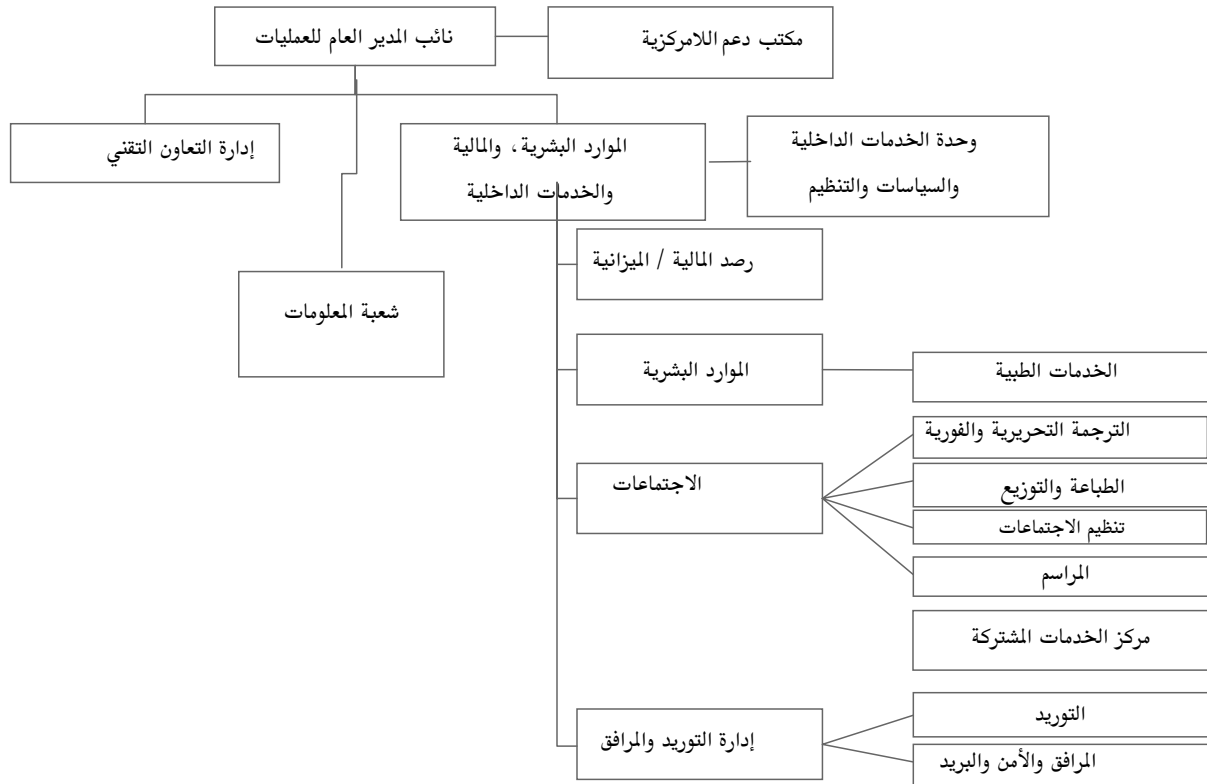 نائب المدير العام للعمليات
مكتب دعم اللامركزية
إدارة التعاون التقني
الموارد البشرية، والمالية
والخدمات الداخلية
وحدة الخدمات الداخلية
والسياسات والتنظيم
شعبة المعلومات
رصد المالية / الميزانية
الموارد البشرية
الخدمات الطبية
الاجتماعات
الترجمة التحريرية والفورية
الطباعة والتوزيع
تنظيم الاجتماعات
المراسم
مركز الخدمات المشتركة
إدارة التوريد والمرافق
التوريد
المرافق والأمن والبريد